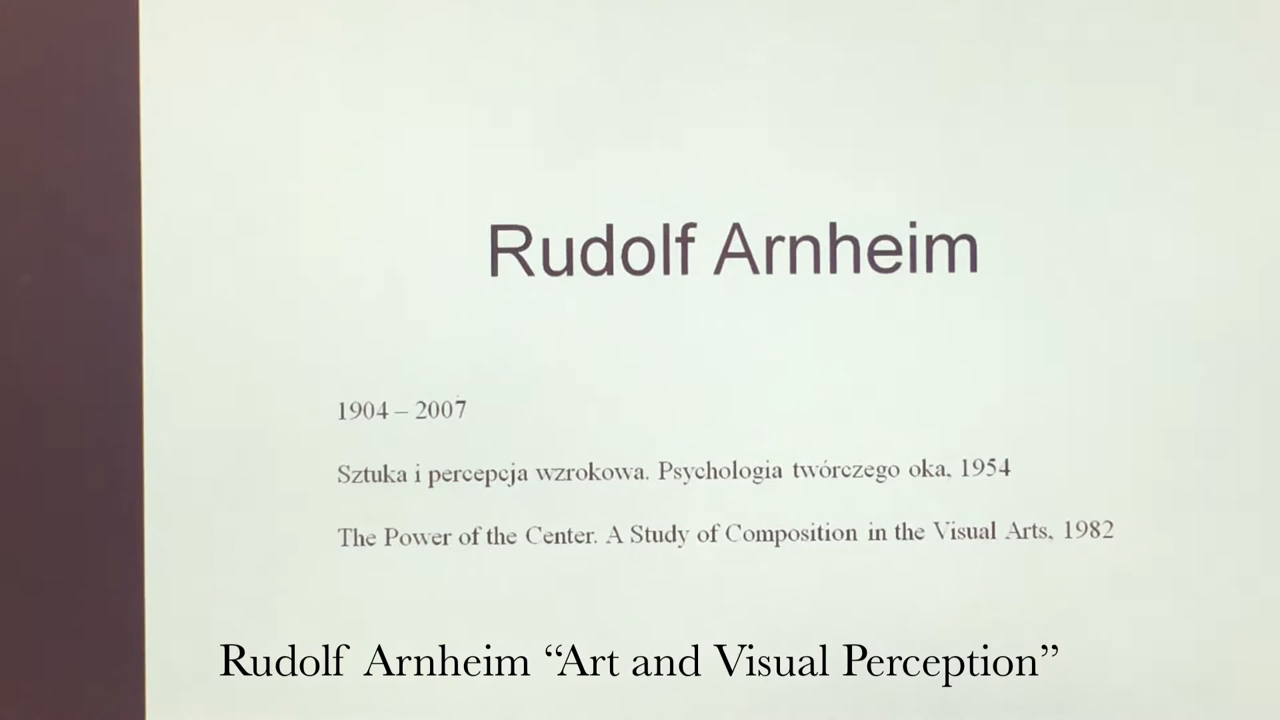 Rudolf Arnheim
1904 – 2007
Sztuka i percepcja wzrokowa. Psychologia twórczego oka, 1954
The Power of the Center. A Study of Composition in the Visual Arts, 1982
Rudolf Arnheim “Art and Visual Perception”